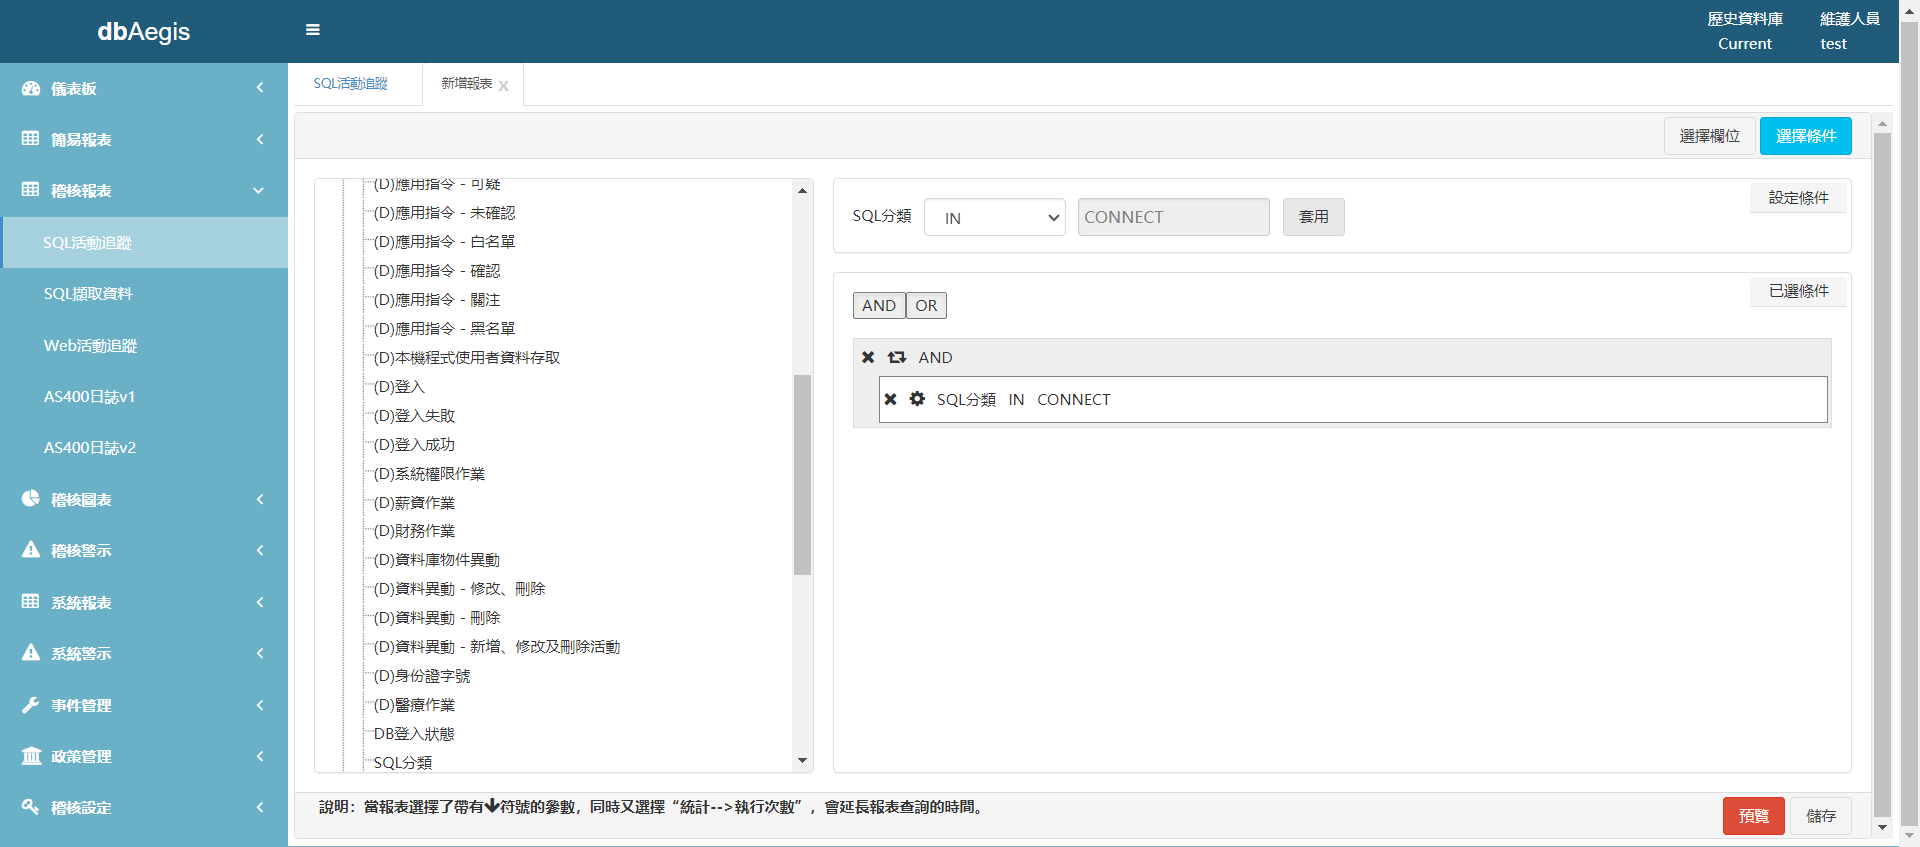 dbAegis
歷史資料庫
Current
維護人員
test
儀表板
簡易報表
稽核報表
SQL活動追蹤
SQL擷取資料
Web活動追蹤
AS400日誌v1
AS400日誌v2
稽核圖表
稽核警示
系統報表
系統警示
事件管理
政策管理
稽核設定
SQL活動追蹤
新增報表 x
選擇欄位
選擇條件
(D)應用指令 - 可疑
(D)應用指令 - 未確認
(D)應用指令 - 白名單
(D)應用指令 - 確認
(D)應用指令 - 關注
(D)應用指令 - 黑名單
(D)本機程式使用者資料存取
(D)登入
(D)登入失敗
(D)登入成功
(D)系統權限作業
(D)薪資作業
(D)財務作業
(D)資料庫物件異動
(D)資料異動 - 修改、刪除
(D)資料異動 - 刪除
(D)資料異動 - 新增、修改及刪除活動
(D)身份證字號
(D)醫療作業
DB登入狀態
SQL分類
設定條件
SQL分類 IN CONNECT 套用
已選條件
AND OR
AND
SQL分類 IN CONNECT
說明：當報表選擇了帶有符號的參數，同時又選擇“統計-->執行次數”，會延長報表查詢的時間。
預覽
儲存